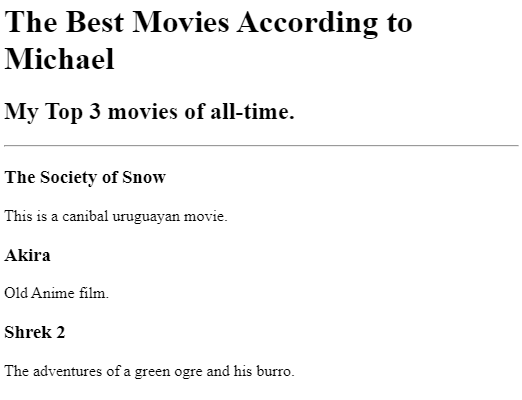 The Best Movies According to
Michael
My Top 3 movies of all-time.
The Society of Snow
This is a canibal uruguayan movie.
Akira
Old Anime film.
Shrek 2
The adventures of a green ogre and his burro.